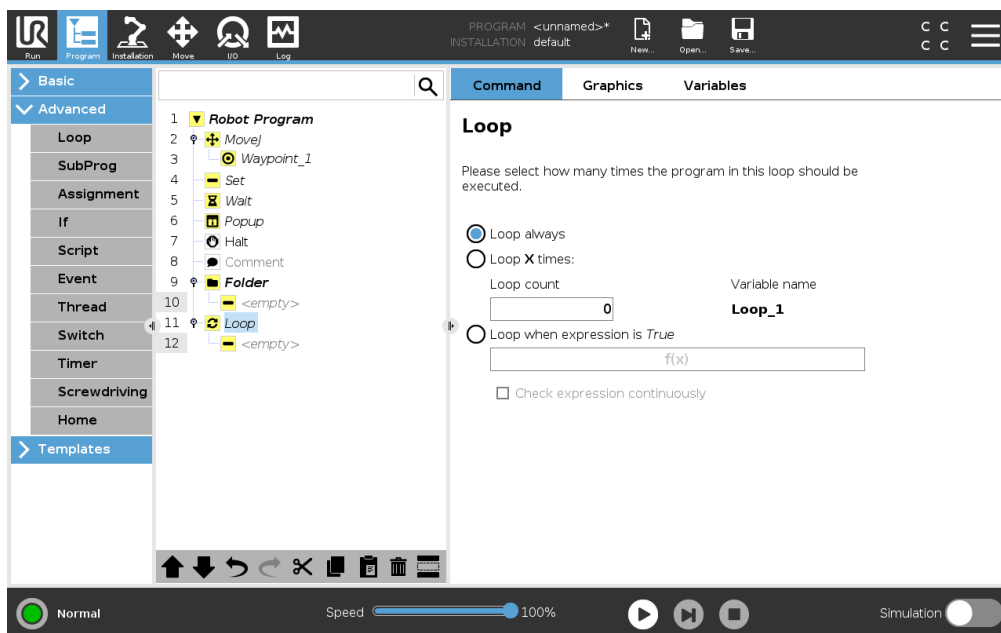 PROGRAM <unnamed>*
INSTALLATION default
UR
Run
Program
Installation
Move
I/O
Log
New...
Open...
Save...
C C
C C
Basic
Advanced
Loop
SubProg
Assignment
If
Script
Event
Thread
Switch
Timer
Screwdriving
Home
Templates
1 Robot Program
2 MoveJ
3 Waypoint_1
4 Set
5 Wait
6 Popup
7 Halt
8 Comment
9 Folder
10 <empty>
11 Loop
12 <empty>
Command Graphics Variables
Loop
Please select how many times the program in this loop should be
executed.
Loop always
Loop X times:
Loop count Variable name
0 Loop_1
Loop when expression is True
f(x)
Check expression continuously
Normal
Speed 100%
Simulation